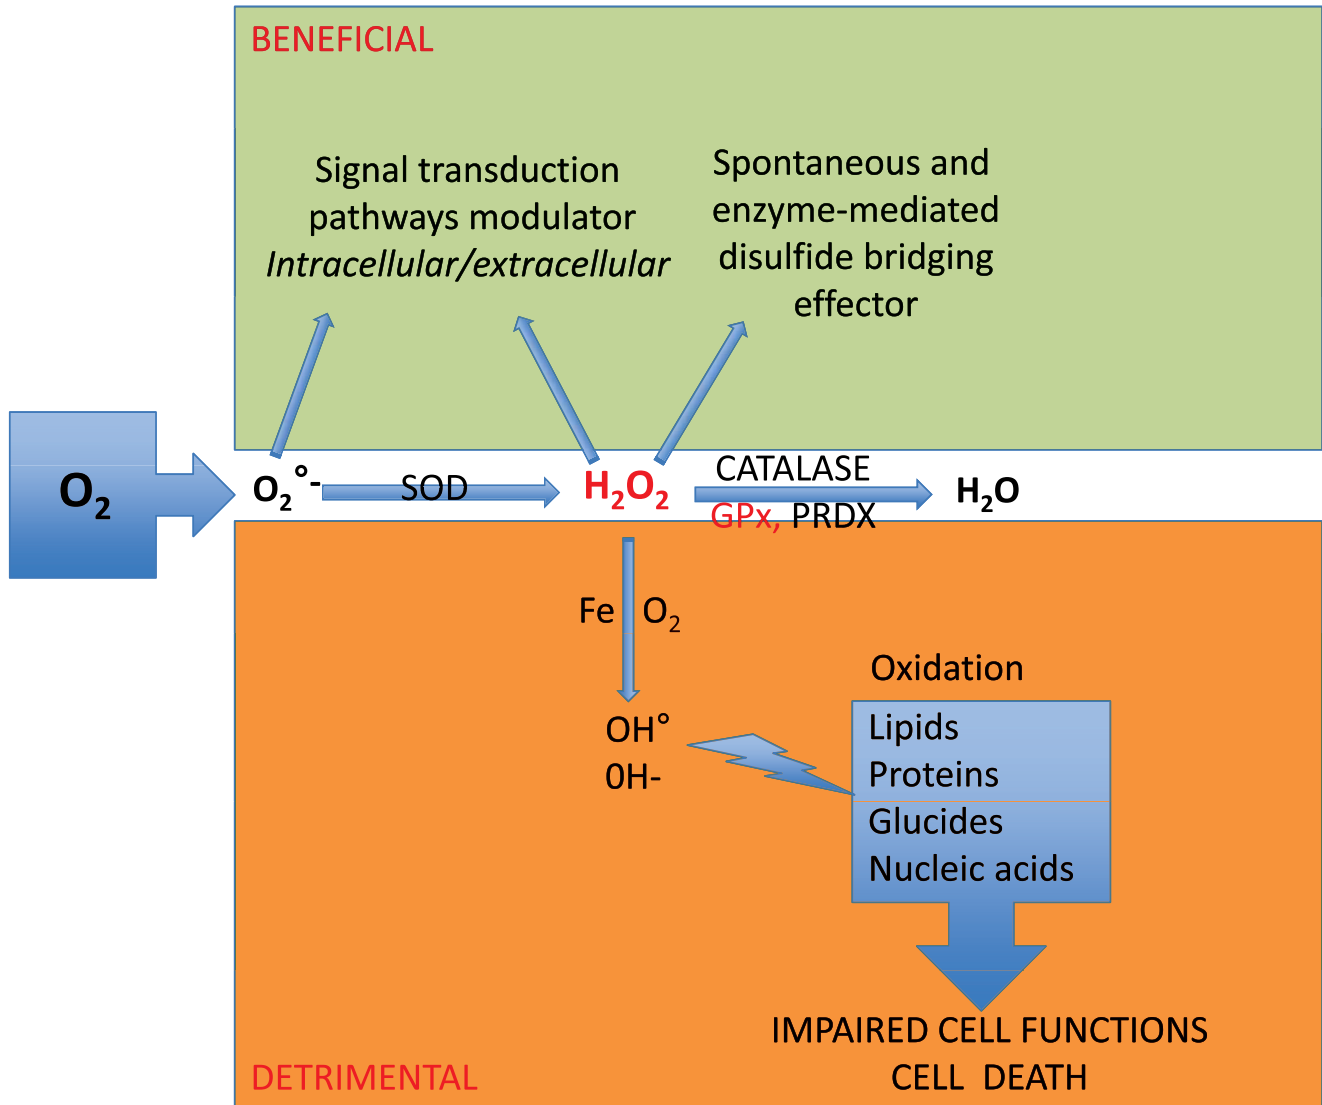 BENEFICIAL
Signal transduction
pathways modulator
Intracellular/extracellular
Spontaneous and
enzyme-mediated
disulfide bridging
effector
O₂
O₂°-
SOD
H₂O₂
CATALASE
GPx, PRDX
H₂O
Fe
O₂
OH°
0H-
Oxidation
Lipids
Proteins
Glucides
Nucleic acids
IMPAIRED CELL FUNCTIONS
CELL DEATH
DETRIMENTAL